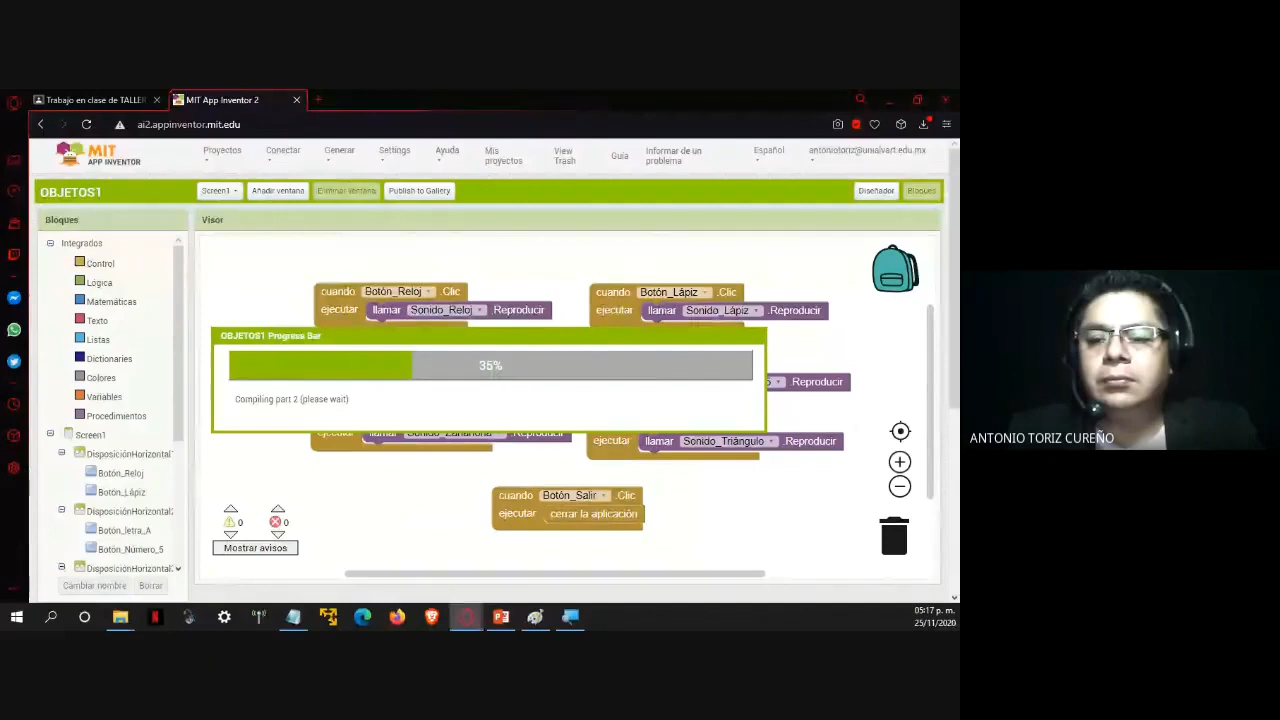 Trabajo en clase de TALLER
MIT App Inventor 2
ai2.appinventor.mit.edu
MIT
APP INVENTOR
Proyectos
Conectar
Generar
Settings
Ayuda
Mis proyectos
View Trash
Guía
Informar de un problema
Español
antoniotoriz@unialvart.edu.mx
OBJETOS1
Screen1
Añadir ventana
Eliminar ventana
Publish to Gallery
Diseñador
Bloques
Bloques
Visor
Integrados
Control
Lógica
Matemáticas
Texto
Listas
Dictionaries
Colores
Variables
Procedimientos
Screen1
DisposiciónHorizontal
Botón_Reloj
Botón_Lápiz
DisposiciónHorizontal2
Botón_letra_A
Botón_Número_5
DisposiciónHorizontal
Cambiar nombre
Borrar
cuando Botón_Reloj .Clic
ejecutar llamar Sonido_Reloj .Reproducir
cuando Botón_Lápiz .Clic
ejecutar llamar Sonido_Lápiz .Reproducir
OBJETOS1 Progress Bar
35%
Compiling part 2 (please wait)
.Reproducir
ejecutar llamar Sonido_Zanahoria .Reproducir
ejecutar llamar Sonido_Triángulo .Reproducir
cuando Botón_Salir .Clic
ejecutar cerrar la aplicación
0
0
Mostrar avisos
05:17 p. m.
25/11/2020
ANTONIO TORIZ CUREÑO